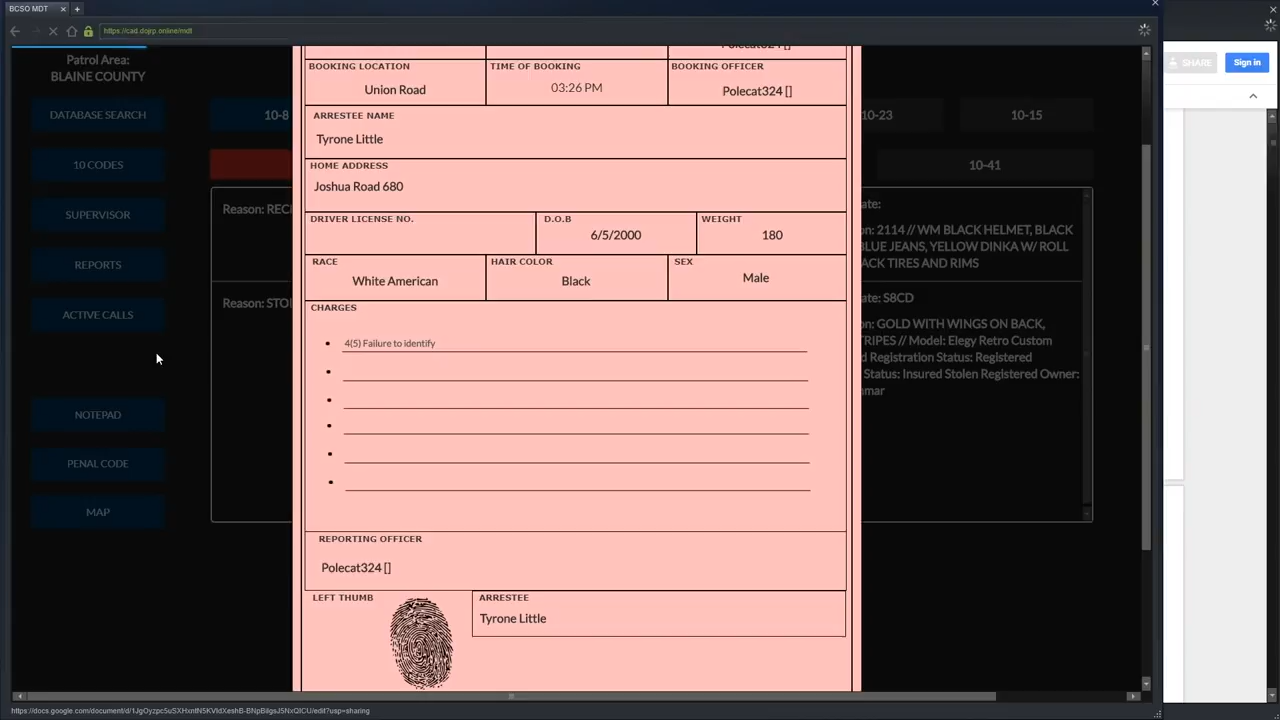 BCSO MDT
https://cad.dojrp.online/mdt
SHARE
Sign in
Patrol Area:
BLAINE COUNTY
DATABASE SEARCH
10 CODES
SUPERVISOR
REPORTS
ACTIVE CALLS
NOTEPAD
PENAL CODE
MAP
10-8
10-23
10-15
10-41
Polecat324 []
BOOKING LOCATION
Union Road
TIME OF BOOKING
03:26 PM
BOOKING OFFICER
Polecat324 []
ARRESTEE NAME
Tyrone Little
HOME ADDRESS
Joshua Road 680
DRIVER LICENSE NO.
D.O.B
6/5/2000
WEIGHT
180
RACE
White American
HAIR COLOR
Black
SEX
Male
CHARGES
4(5) Failure to identify
REPORTING OFFICER
Polecat324 []
LEFT THUMB
ARRESTEE
Tyrone Little
Reason: REC
Reason: STO
ate:
on: 2114 // WM BLACK HELMET, BLACK
BLUE JEANS, YELLOW DINKA W/ ROLL
ACK TIRES AND RIMS
ate: S8CD
on: GOLD WITH WINGS ON BACK,
TRIPES // Model: Elegy Retro Custom
d Registration Status: Registered
Status: Insured Stolen Registered Owner:
mar